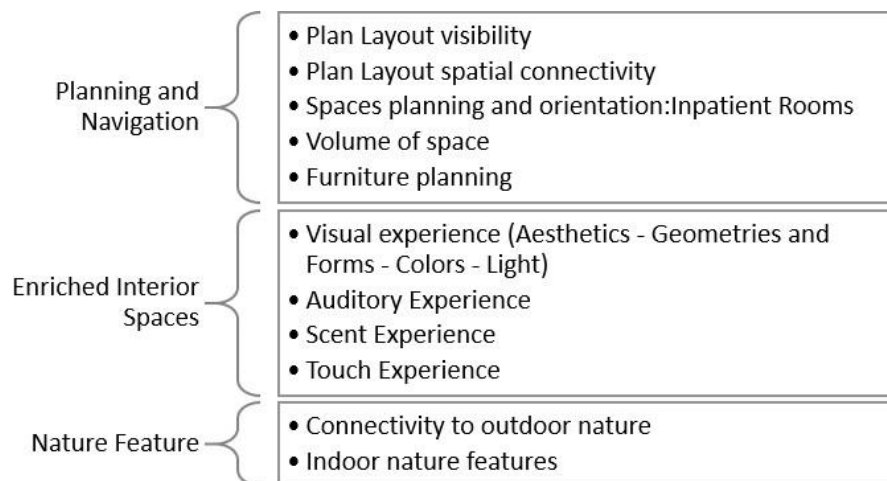 Planning and
Navigation
• Plan Layout visibility
• Plan Layout spatial connectivity
• Spaces planning and orientation:Inpatient Rooms
• Volume of space
• Furniture planning
Enriched Interior
Spaces
• Visual experience (Aesthetics - Geometries and
Forms - Colors - Light)
• Auditory Experience
• Scent Experience
• Touch Experience
Nature Feature
• Connectivity to outdoor nature
• Indoor nature features